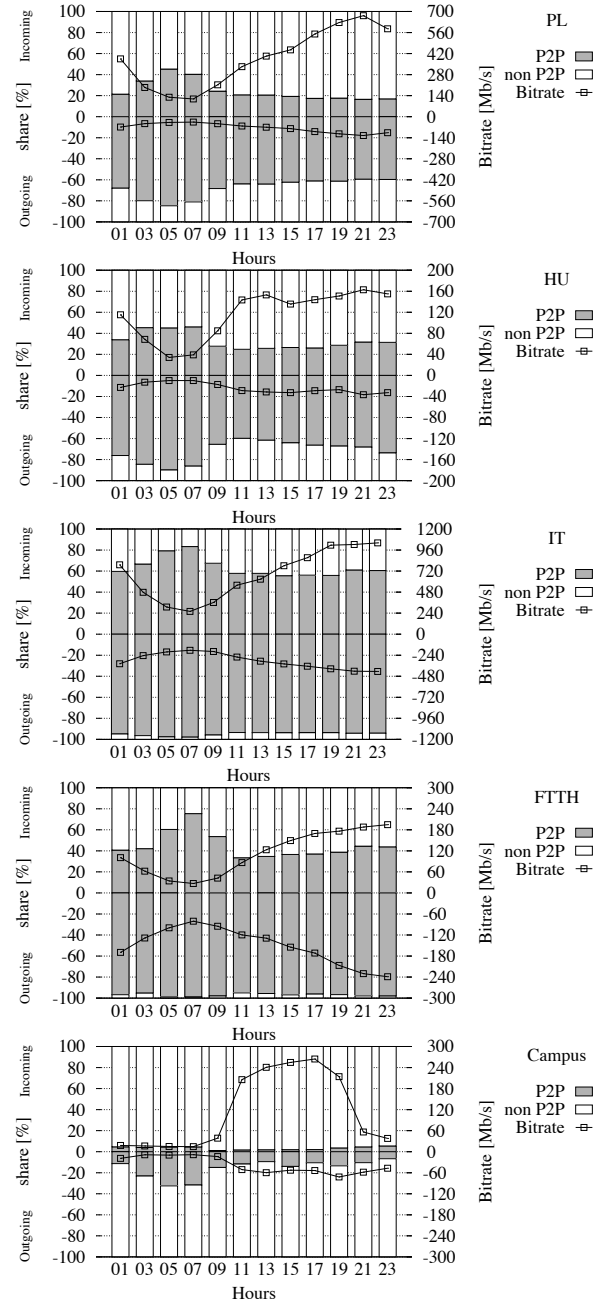 PL
Incoming
Outgoing
share [%]
100 80 60 40 20 0 -20 -40 -60 -80 -100
700 560 420 280 140 0 -140 -280 -420 -560 -700
Bitrate [Mb/s]
P2P
non P2P
Bitrate
01 03 05 07 09 11 13 15 17 19 21 23
Hours
HU
Incoming
Outgoing
share [%]
100 80 60 40 20 0 -20 -40 -60 -80 -100
200 160 120 80 40 0 -40 -80 -120 -160 -200
Bitrate [Mb/s]
P2P
non P2P
Bitrate
01 03 05 07 09 11 13 15 17 19 21 23
Hours
IT
Incoming
Outgoing
share [%]
100 80 60 40 20 0 -20 -40 -60 -80 -100
1200 960 720 480 240 0 -240 -480 -720 -960 -1200
Bitrate [Mb/s]
P2P
non P2P
Bitrate
01 03 05 07 09 11 13 15 17 19 21 23
Hours
FTTH
Incoming
Outgoing
share [%]
100 80 60 40 20 0 -20 -40 -60 -80 -100
300 240 180 120 60 0 -60 -120 -180 -240 -300
Bitrate [Mb/s]
P2P
non P2P
Bitrate
01 03 05 07 09 11 13 15 17 19 21 23
Hours
Campus
Incoming
Outgoing
share [%]
100 80 60 40 20 0 -20 -40 -60 -80 -100
300 240 180 120 60 0 -60 -120 -180 -240 -300
Bitrate [Mb/s]
P2P
non P2P
Bitrate
01 03 05 07 09 11 13 15 17 19 21 23
Hours